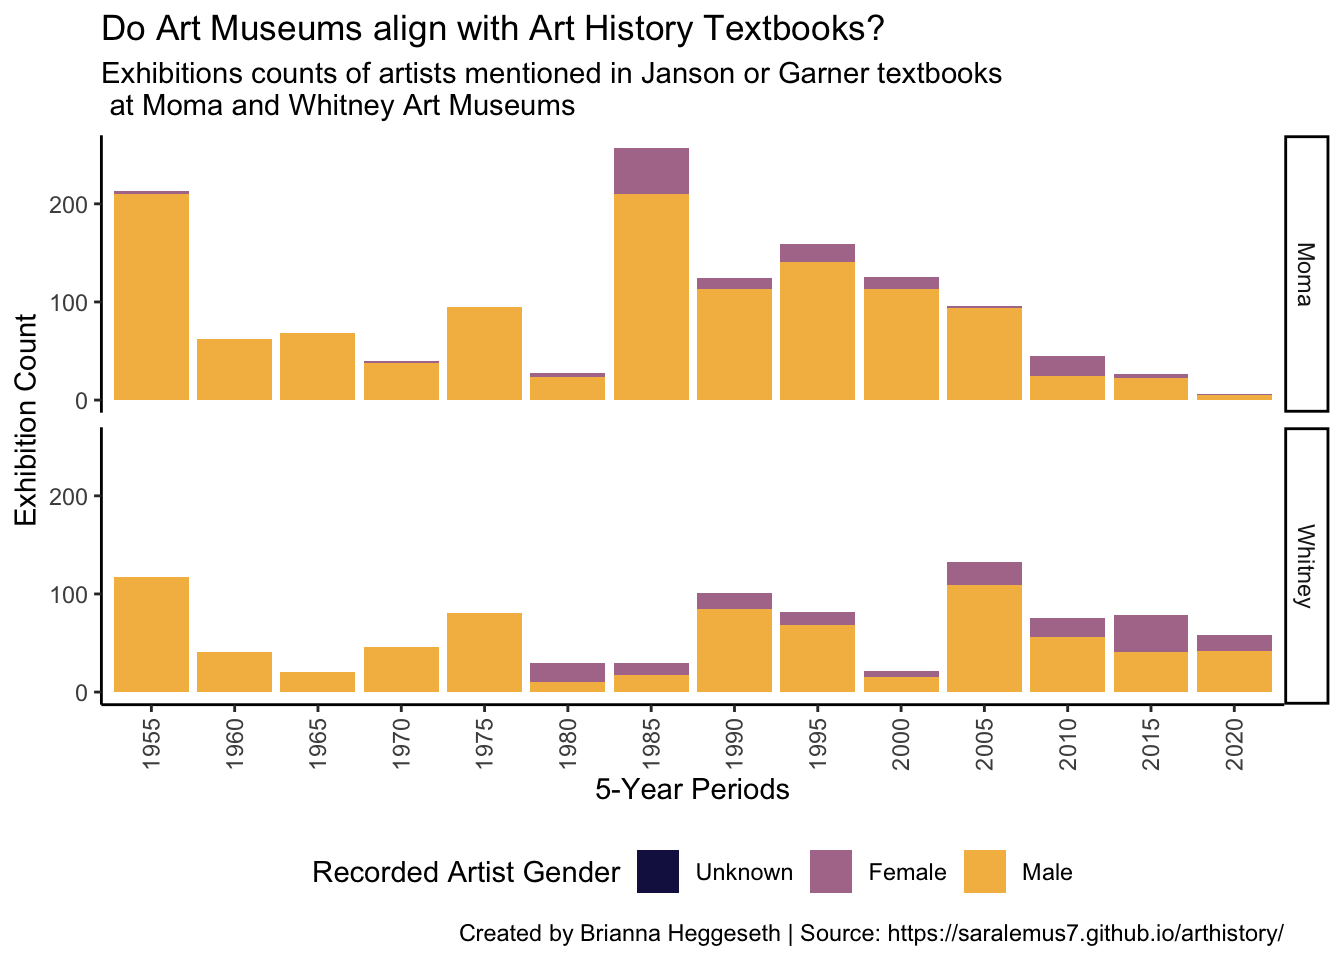 Do Art Museums align with Art History Textbooks?
Exhibitions counts of artists mentioned in Janson or Garner textbooks
at Moma and Whitney Art Museums
Exhibition Count
200
100
0
Moma
200
100
0
Whitney
1955 1960 1965 1970 1975 1980 1985 1990 1995 2000 2005 2010 2015 2020
5-Year Periods
Recorded Artist Gender Unknown Female Male
Created by Brianna Heggeseth | Source: https://saralemus7.github.io/arthistory/